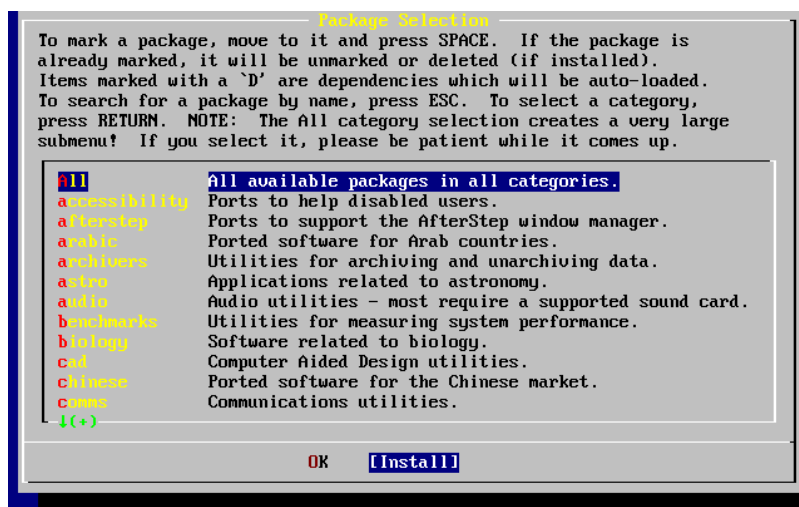 Package Selection
To mark a package, move to it and press SPACE.  If the package is
already marked, it will be unmarked or deleted (if installed).
Items marked with a `D' are dependencies which will be auto-loaded.
To search for a package by name, press ESC.  To select a category,
press RETURN.  NOTE:  The All category selection creates a very large
submenu!  If you select it, please be patient while it comes up.
All All available packages in all categories.
accessibility Ports to help disabled users.
afterstep Ports to support the AfterStep window manager.
arabic Ported software for Arab countries.
archivers Utilities for archiving and unarchiving data.
astro Applications related to astronomy.
audio Audio utilities - most require a supported sound card.
benchmarks Utilities for measuring system performance.
biology Software related to biology.
cad Computer Aided Design utilities.
chinese Ported software for the Chinese market.
comms Communications utilities.
↓(+)
OK [Install]